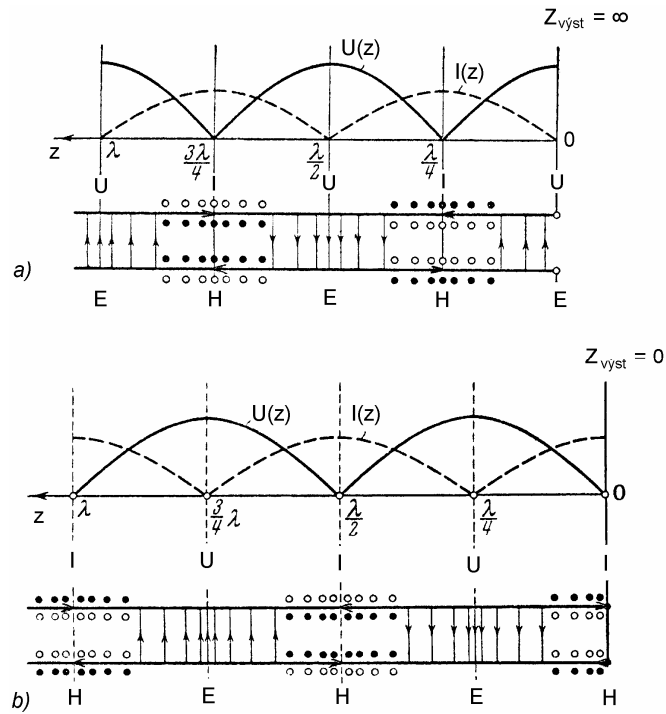 Zvýst = ∞
U(z)
I(z)
z λ 3λ/4 λ/2 λ/4 0
U I U I U
a)
E H E H E
Zvýst = 0
U(z) I(z)
z λ 3/4 λ λ/2 λ/4 0
I U I U I
b)
H E H E H